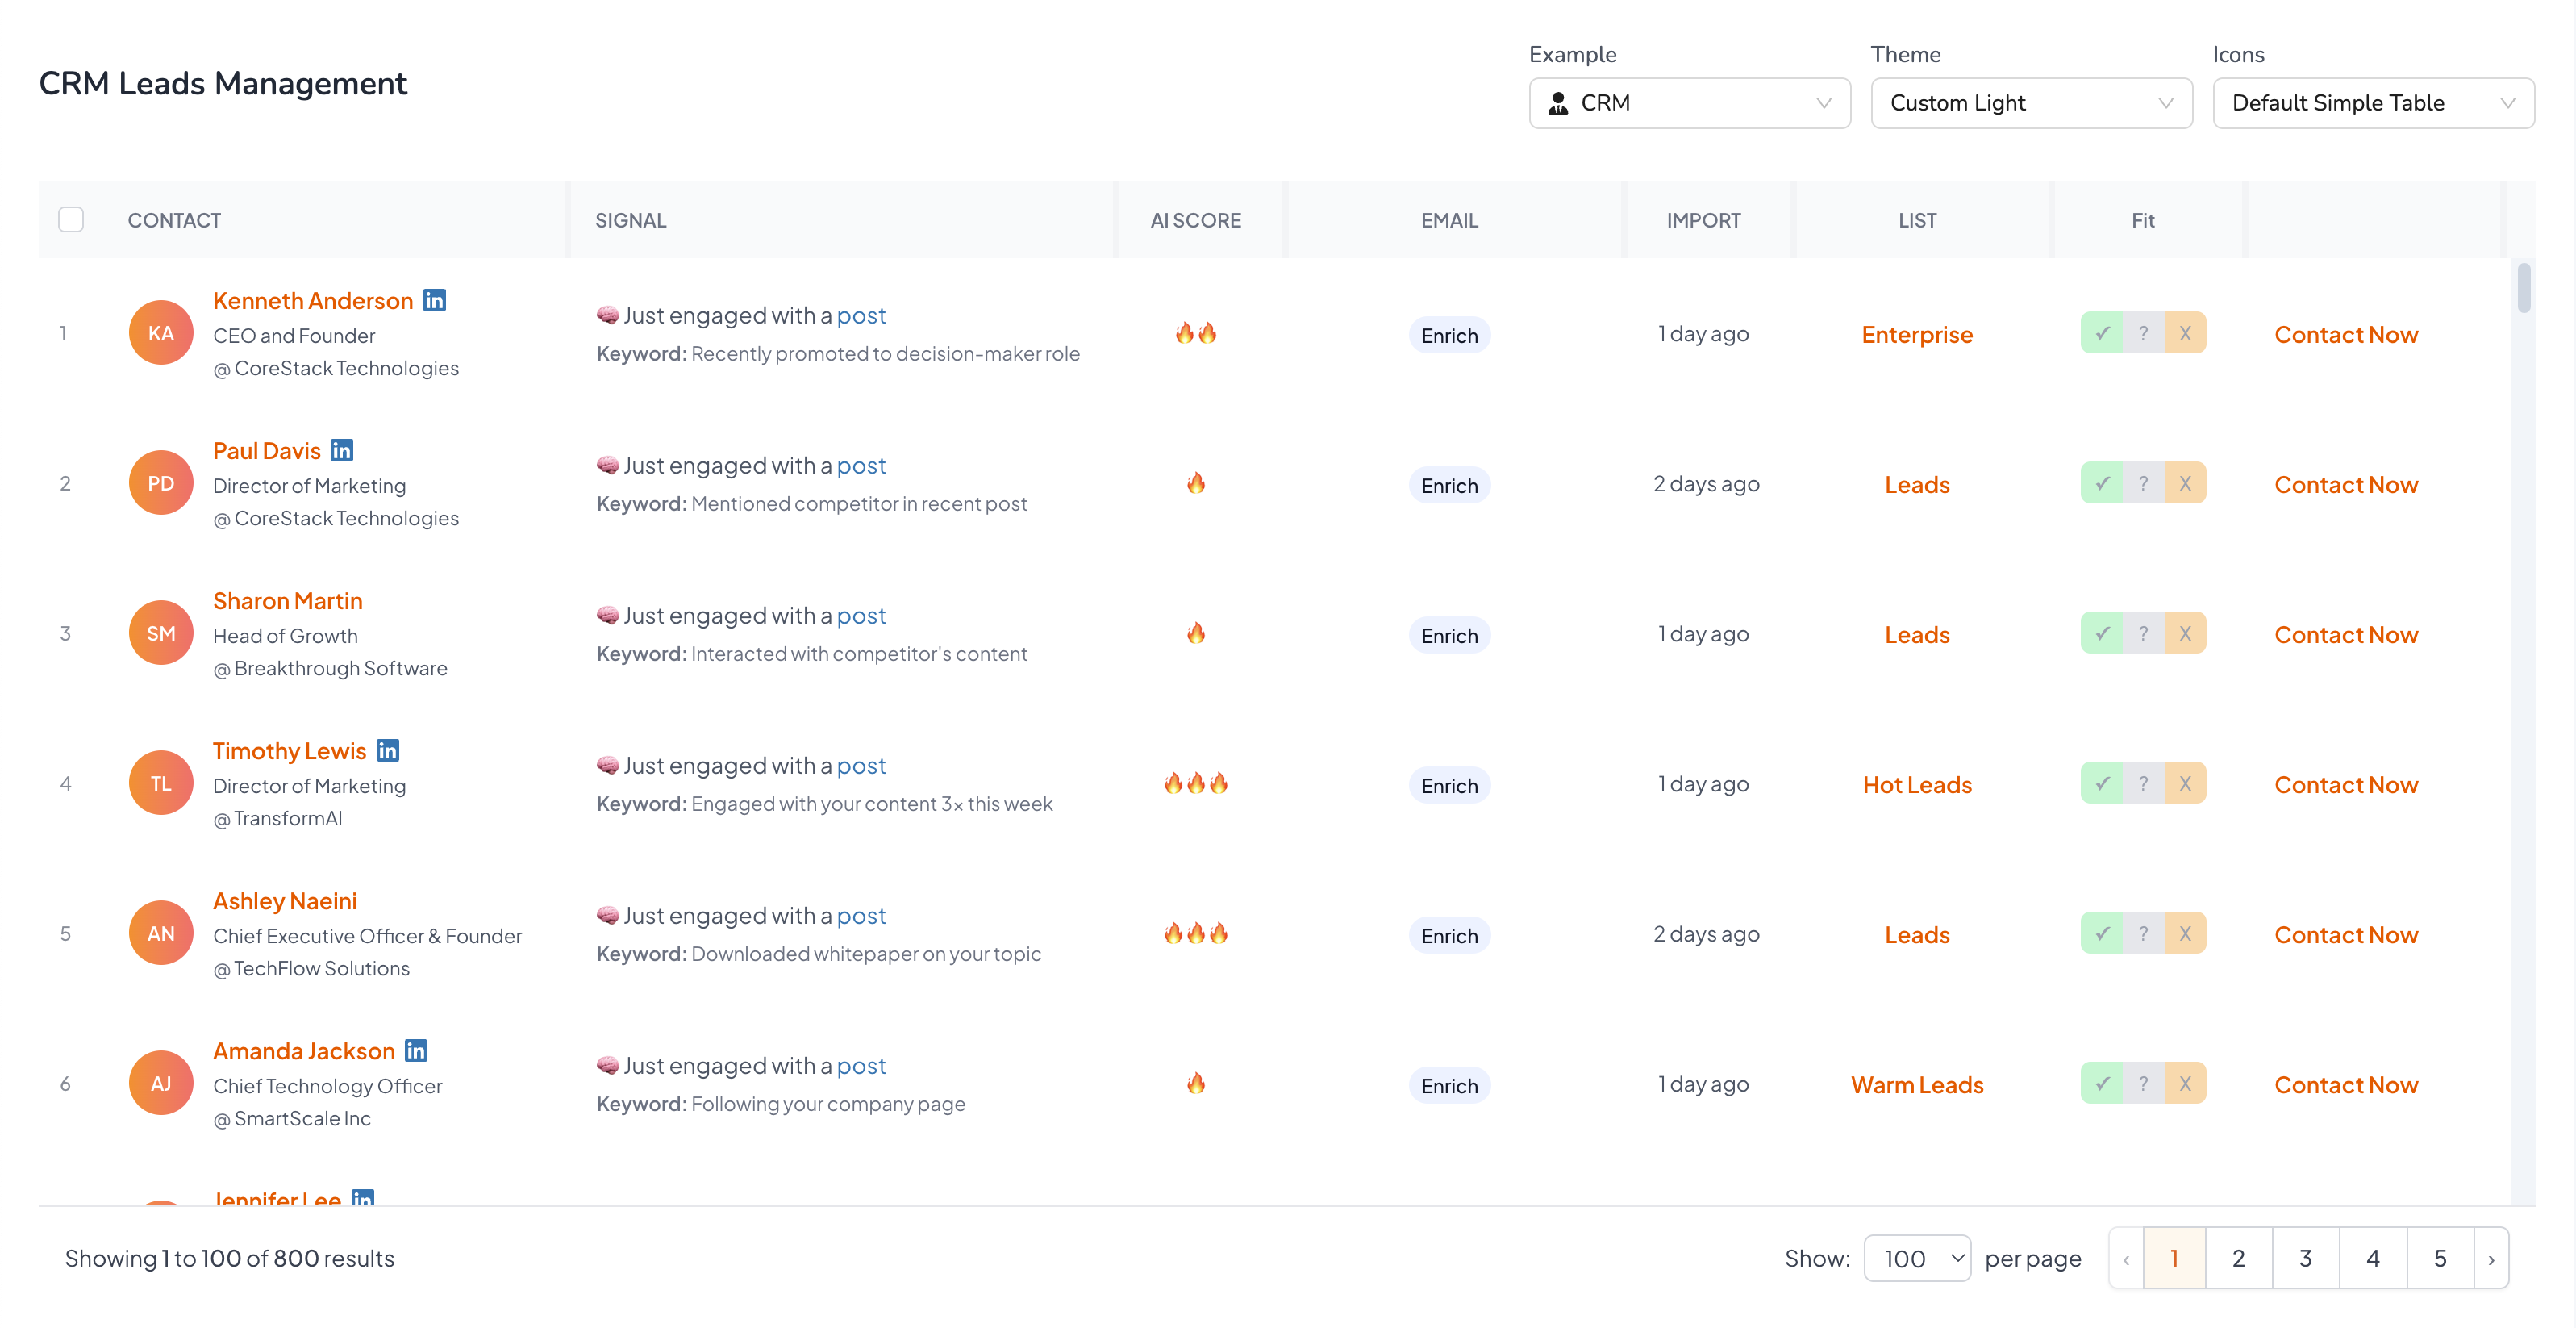 CRM Leads Management
Example
Theme
Icons
CRM
Custom Light
Default Simple Table
CONTACT
SIGNAL
AI SCORE
EMAIL
IMPORT
LIST
Fit
1
KA
Kenneth Anderson in
CEO and Founder
@ CoreStack Technologies
🧠 Just engaged with a post
Keyword: Recently promoted to decision-maker role
🔥🔥
Enrich
1 day ago
Enterprise
✓ ? X
Contact Now
2
PD
Paul Davis in
Director of Marketing
@ CoreStack Technologies
🧠 Just engaged with a post
Keyword: Mentioned competitor in recent post
🔥
Enrich
2 days ago
Leads
✓ ? X
Contact Now
3
SM
Sharon Martin
Head of Growth
@ Breakthrough Software
🧠 Just engaged with a post
Keyword: Interacted with competitor's content
🔥
Enrich
1 day ago
Leads
✓ ? X
Contact Now
4
TL
Timothy Lewis in
Director of Marketing
@ TransformAI
🧠 Just engaged with a post
Keyword: Engaged with your content 3× this week
🔥🔥🔥
Enrich
1 day ago
Hot Leads
✓ ? X
Contact Now
5
AN
Ashley Naeini
Chief Executive Officer & Founder
@ TechFlow Solutions
🧠 Just engaged with a post
Keyword: Downloaded whitepaper on your topic
🔥🔥🔥
Enrich
2 days ago
Leads
✓ ? X
Contact Now
6
AJ
Amanda Jackson in
Chief Technology Officer
@ SmartScale Inc
🧠 Just engaged with a post
Keyword: Following your company page
🔥
Enrich
1 day ago
Warm Leads
✓ ? X
Contact Now
Jennifer Lee in
Showing 1 to 100 of 800 results
Show: 100 per page
‹ 1 2 3 4 5 ›